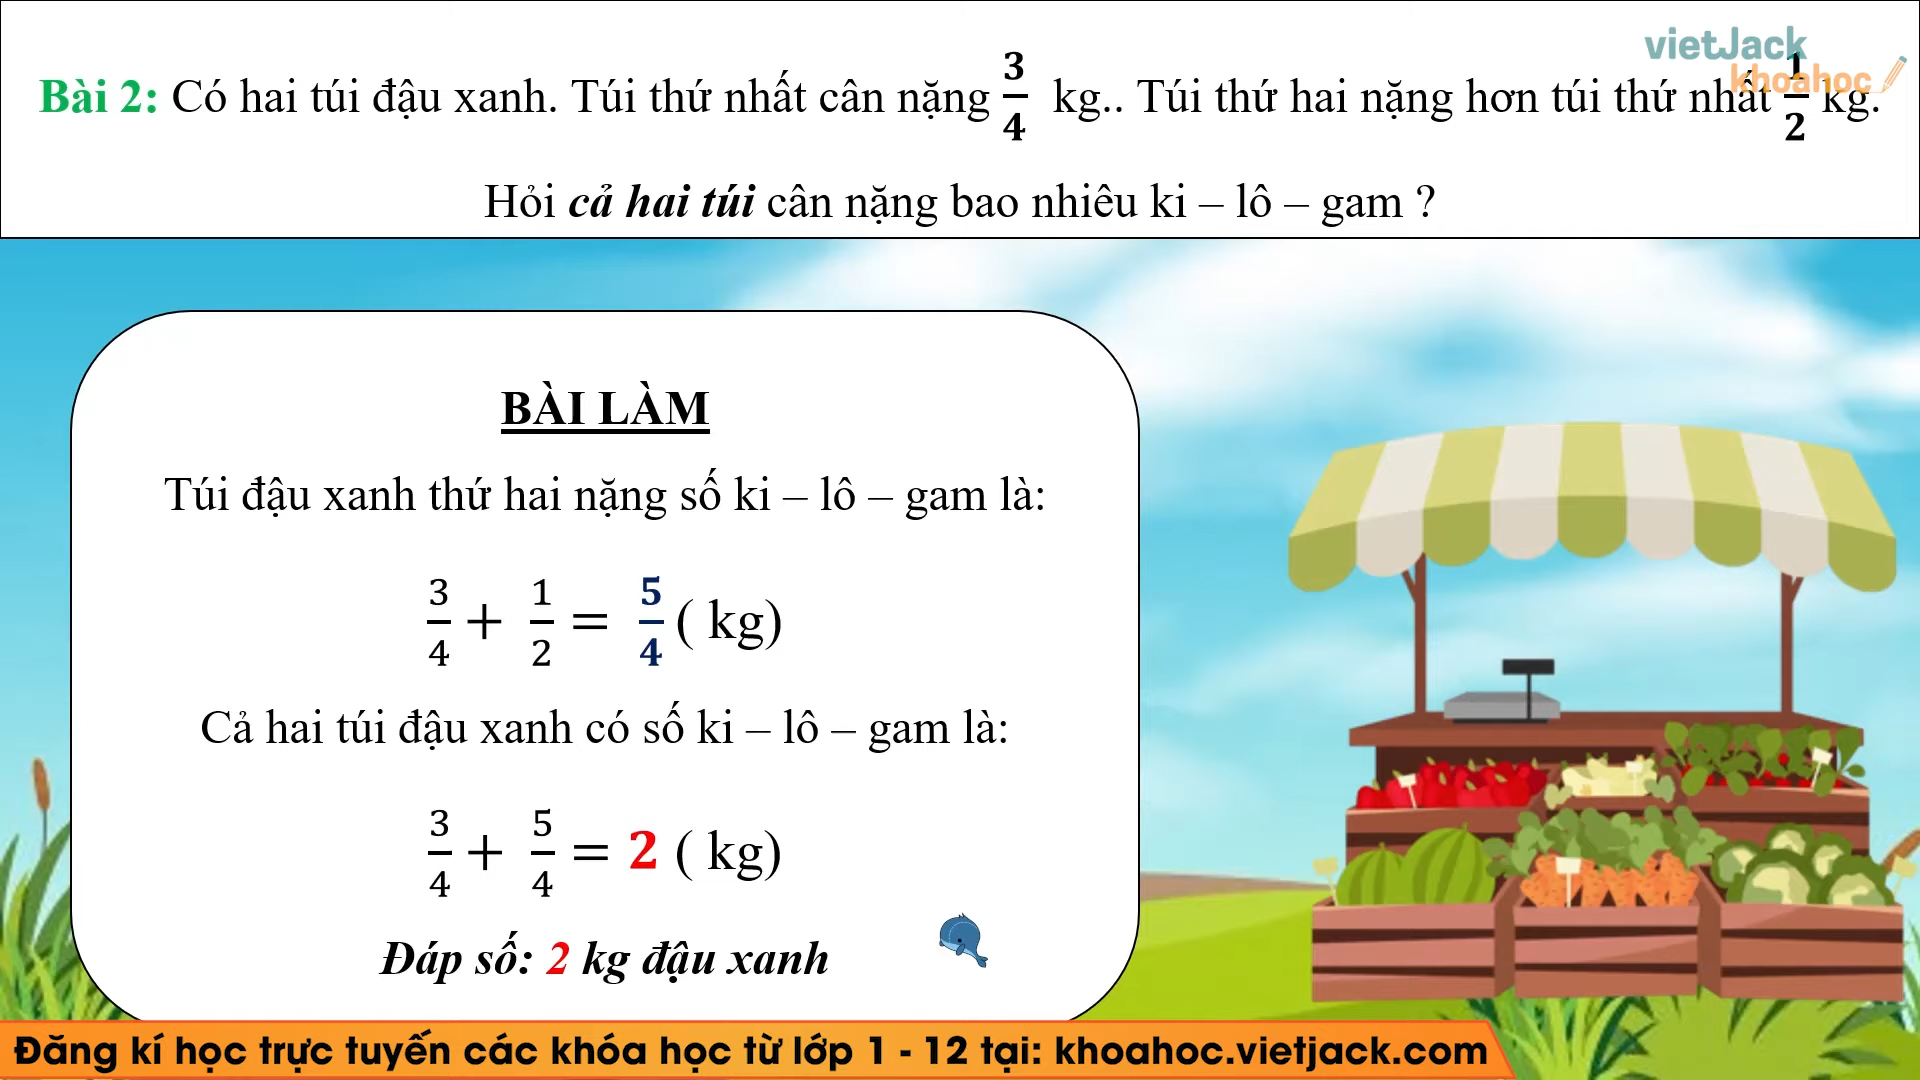 vietJack
khoahoc
Bài 2: Có hai túi đậu xanh. Túi thứ nhất cân nặng 3/4 kg.. Túi thứ hai nặng hơn túi thứ nhất 1/2 kg.
Hỏi cả hai túi cân nặng bao nhiêu ki – lô – gam ?
BÀI LÀM
Túi đậu xanh thứ hai nặng số ki – lô – gam là:
3/4 + 1/2 = 5/4 ( kg)
Cả hai túi đậu xanh có số ki – lô – gam là:
3/4 + 5/4 = 2 ( kg)
Đáp số: 2 kg đậu xanh
Đăng kí học trực tuyến các khóa học từ lớp 1 - 12 tại: khoahoc.vietjack.com